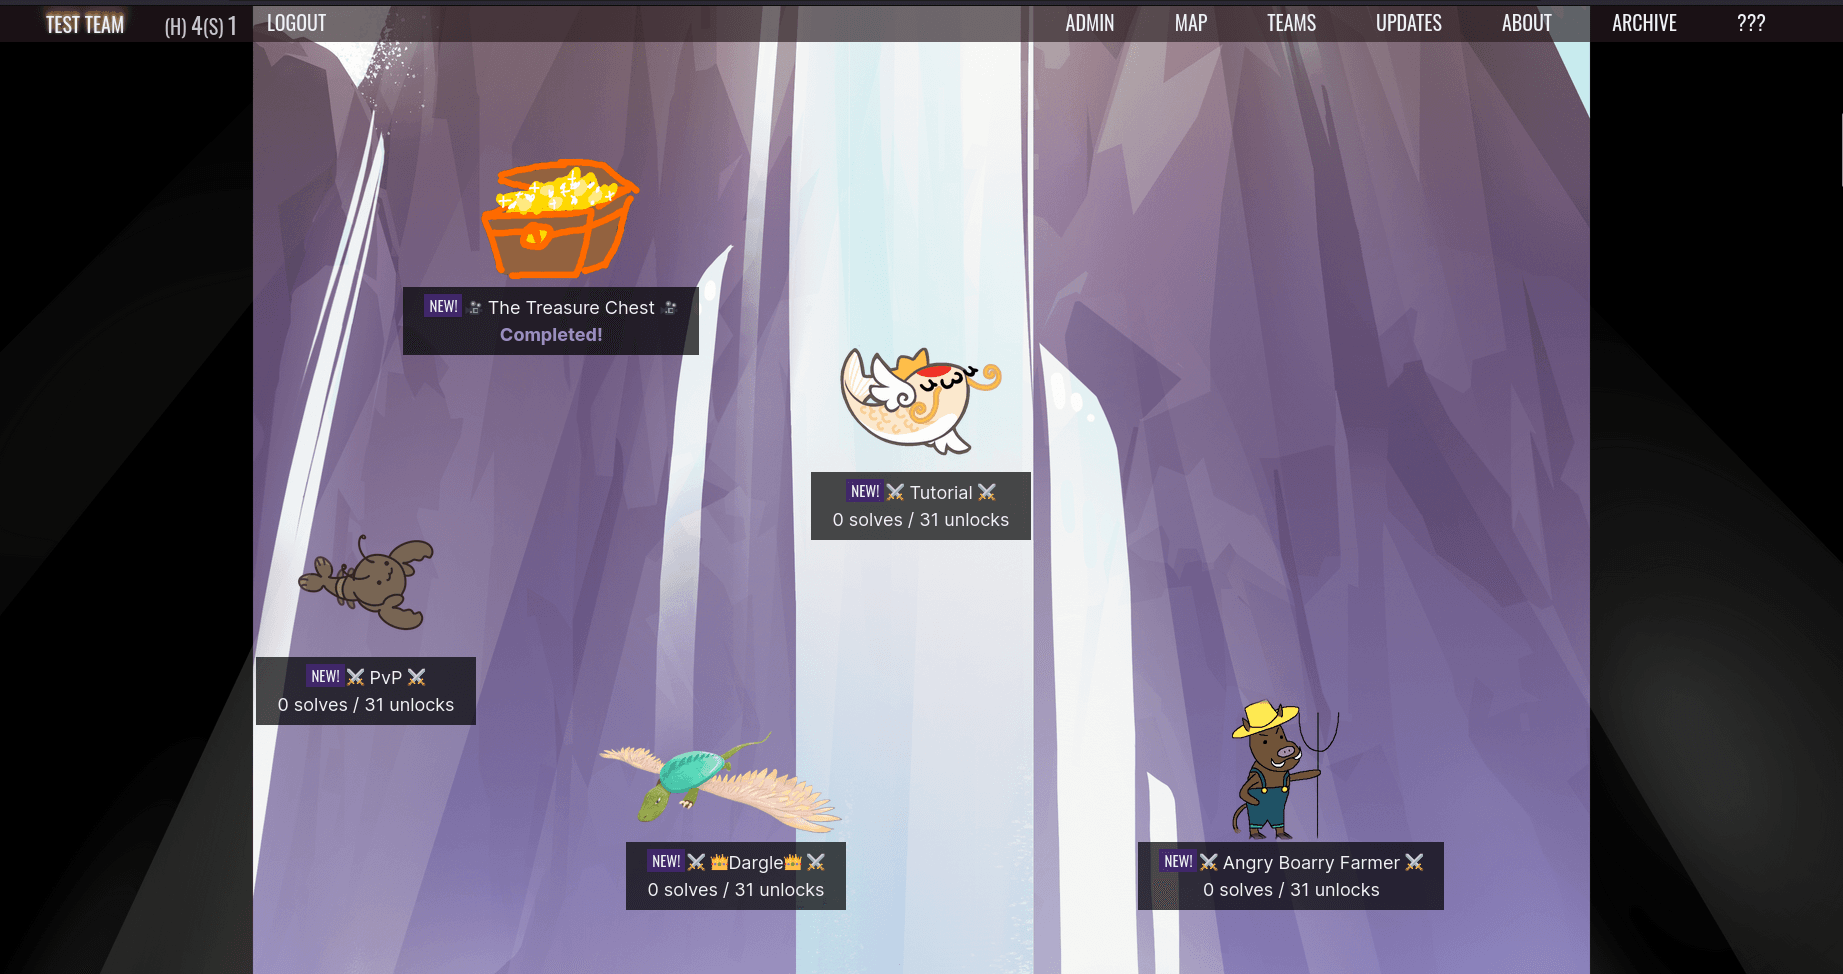 TEST TEAM (H) 4(S) 1 LOGOUT ADMIN MAP TEAMS UPDATES ABOUT ARCHIVE ???
NEW! 🎥 The Treasure Chest 🎥
Completed!
uwu
NEW! ⚔️ Tutorial ⚔️
0 solves / 31 unlocks
NEW! ⚔️ PvP ⚔️
0 solves / 31 unlocks
NEW! ⚔️ 👑Dargle👑 ⚔️
0 solves / 31 unlocks
NEW! ⚔️ Angry Boarry Farmer ⚔️
0 solves / 31 unlocks